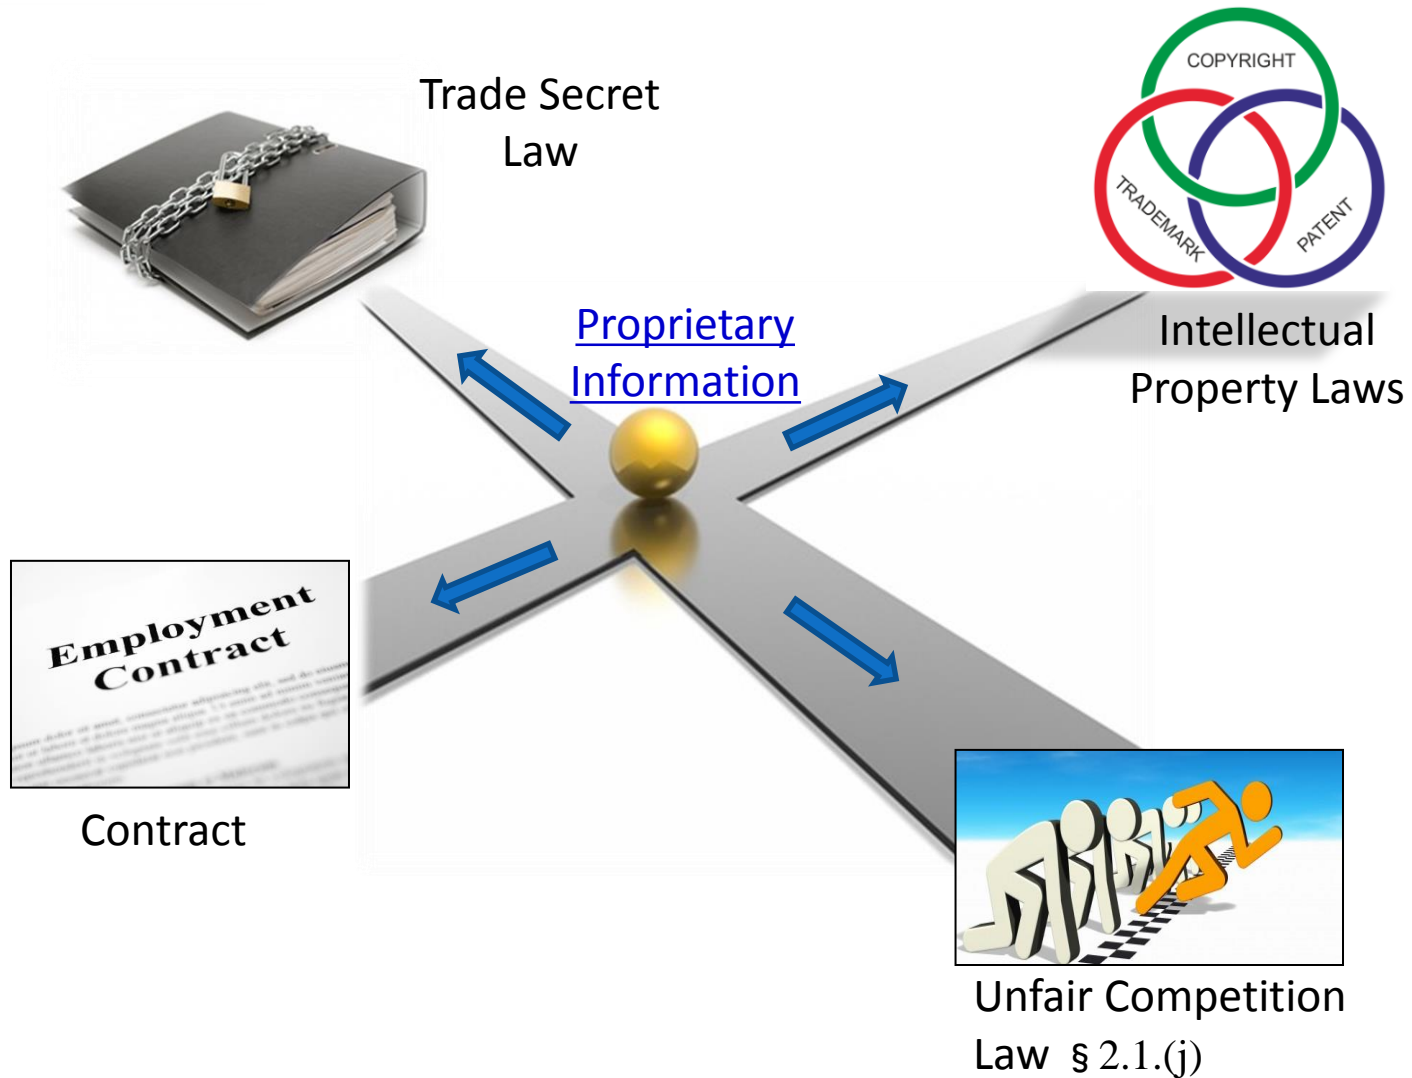 Trade Secret
Law
COPYRIGHT
TRADEMARK
PATENT
Proprietary
Information
Intellectual
Property Laws
Employment
Contract
Contract
Unfair Competition
Law § 2.1.(j)